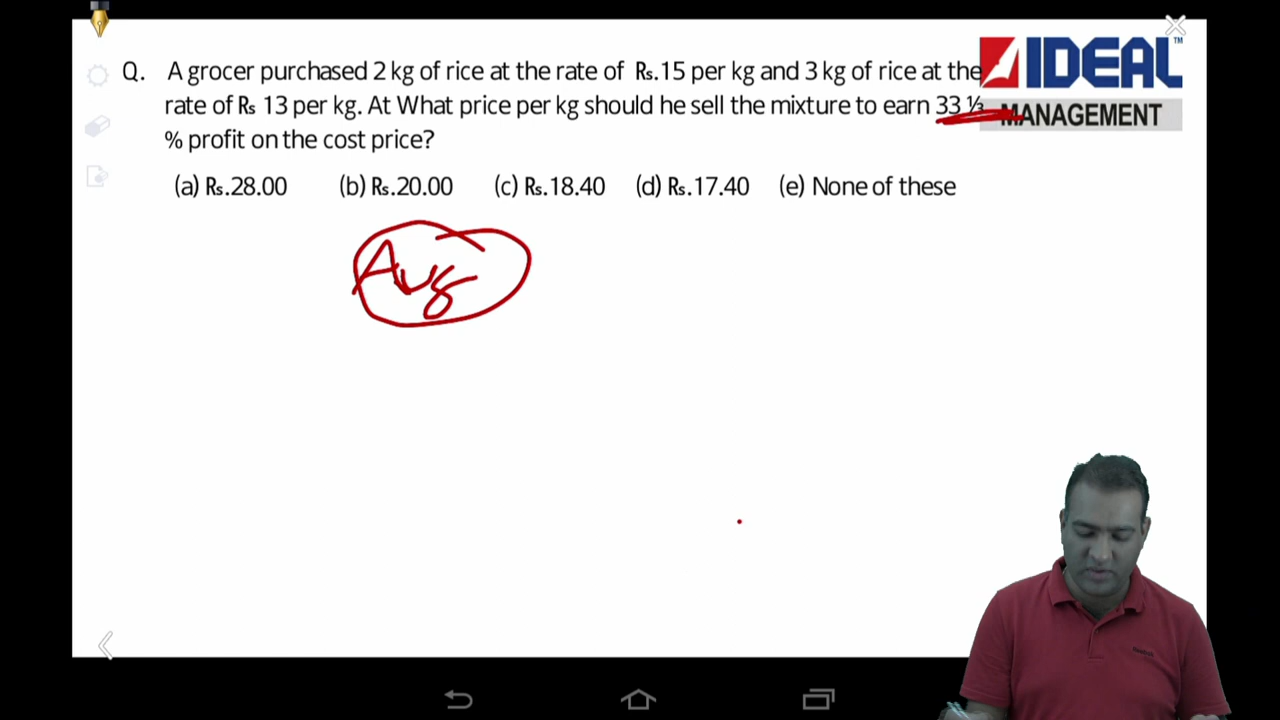 Q. A grocer purchased 2 kg of rice at the rate of Rs.15 per kg and 3 kg of rice at the
rate of Rs 13 per kg. At What price per kg should he sell the mixture to earn 33 ⅓
% profit on the cost price?
(a) Rs.28.00 (b) Rs.20.00 (c) Rs.18.40 (d) Rs.17.40 (e) None of these
IDEAL™
MANAGEMENT
Avg